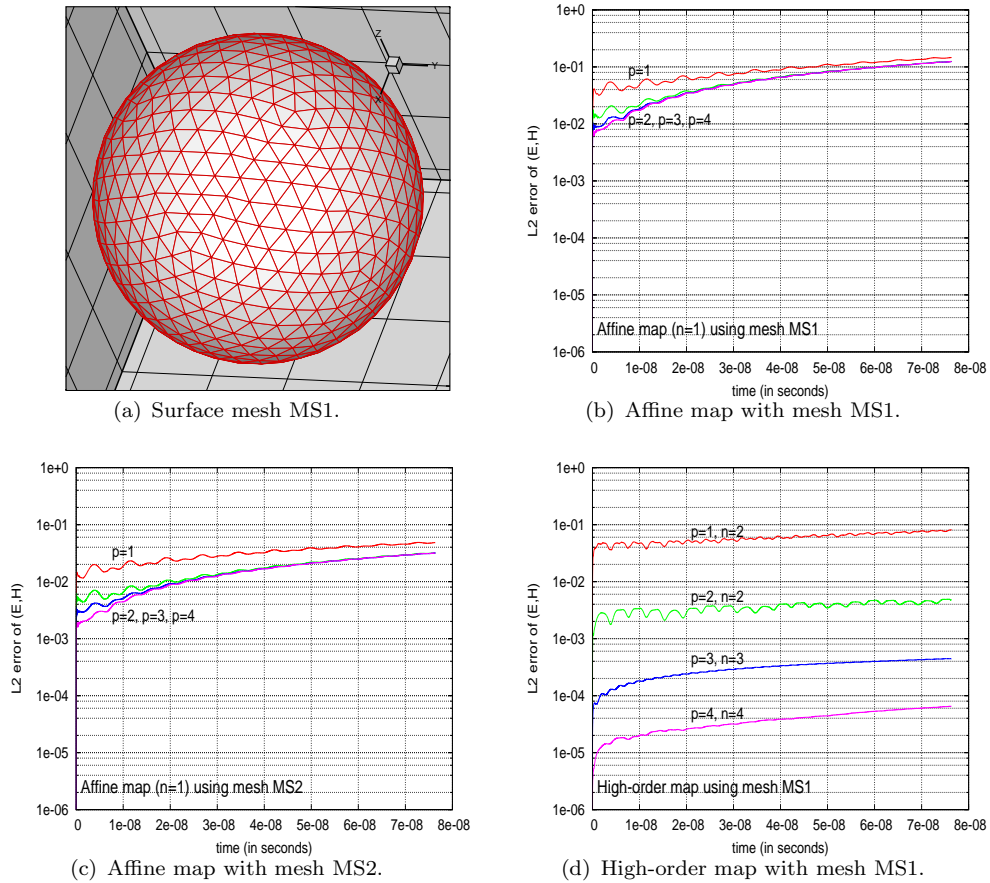 Z
Y
X
(a) Surface mesh MS1.
1e+0
1e-01
1e-02
1e-03
1e-04
1e-05
1e-06
L2 error of (E,H)
p=1
p=2, p=3, p=4
Affine map (n=1) using mesh MS1
0 1e-08 2e-08 3e-08 4e-08 5e-08 6e-08 7e-08 8e-08
time (in seconds)
(b) Affine map with mesh MS1.
1e+0
1e-01
1e-02
1e-03
1e-04
1e-05
1e-06
L2 error of (E,H)
p=1
p=2, p=3, p=4
Affine map (n=1) using mesh MS2
0 1e-08 2e-08 3e-08 4e-08 5e-08 6e-08 7e-08 8e-08
time (in seconds)
(c) Affine map with mesh MS2.
1e+0
1e-01
1e-02
1e-03
1e-04
1e-05
1e-06
L2 error of (E,H)
p=1, n=2
p=2, n=2
p=3, n=3
p=4, n=4
High-order map using mesh MS1
0 1e-08 2e-08 3e-08 4e-08 5e-08 6e-08 7e-08 8e-08
time (in seconds)
(d) High-order map with mesh MS1.